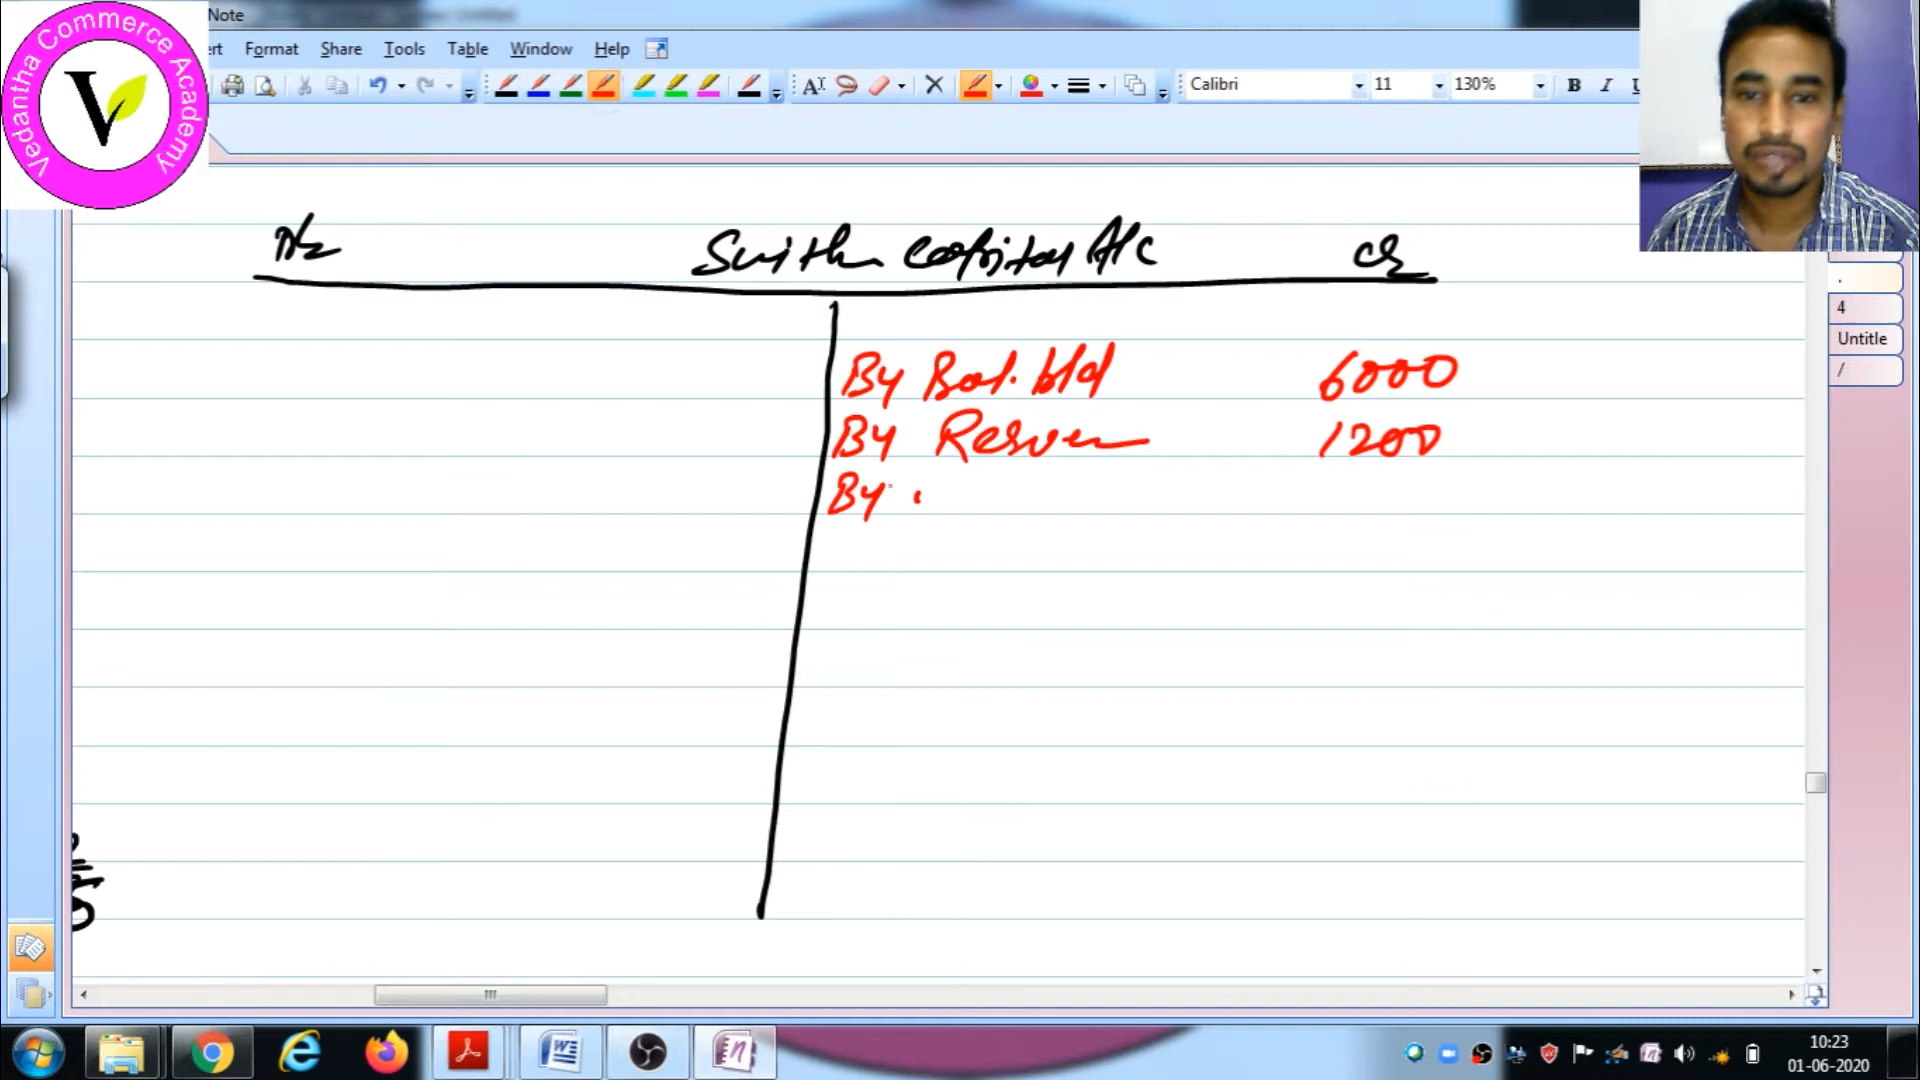 Note
Vedantha Commerce Academy
V
rt Format Share Tools Table Window Help
Calibri 11 130% B I U
Dr Smith capital A/c Cr
By Bal. b/d 6000
By Reserve 1200
By
.
4
Untitle
/
10:23
01-06-2020